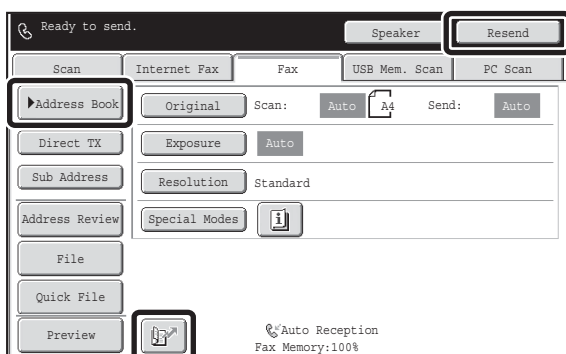 Ready to send.
Speaker
Resend
Scan
Internet Fax
Fax
USB Mem. Scan
PC Scan
Address Book
Original
Scan:
Auto
A4
Send:
Auto
Direct TX
Exposure
Auto
Sub Address
Resolution
Standard
Address Review
Special Modes
File
Quick File
Preview
Auto Reception
Fax Memory:100%